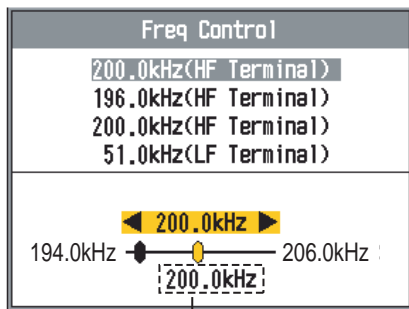 Freq Control
200.0kHz(HF Terminal)
196.0kHz(HF Terminal)
200.0kHz(HF Terminal)
51.0kHz(LF Terminal)
◀ 200.0kHz ▶
194.0kHz 206.0kHz
200.0kHz